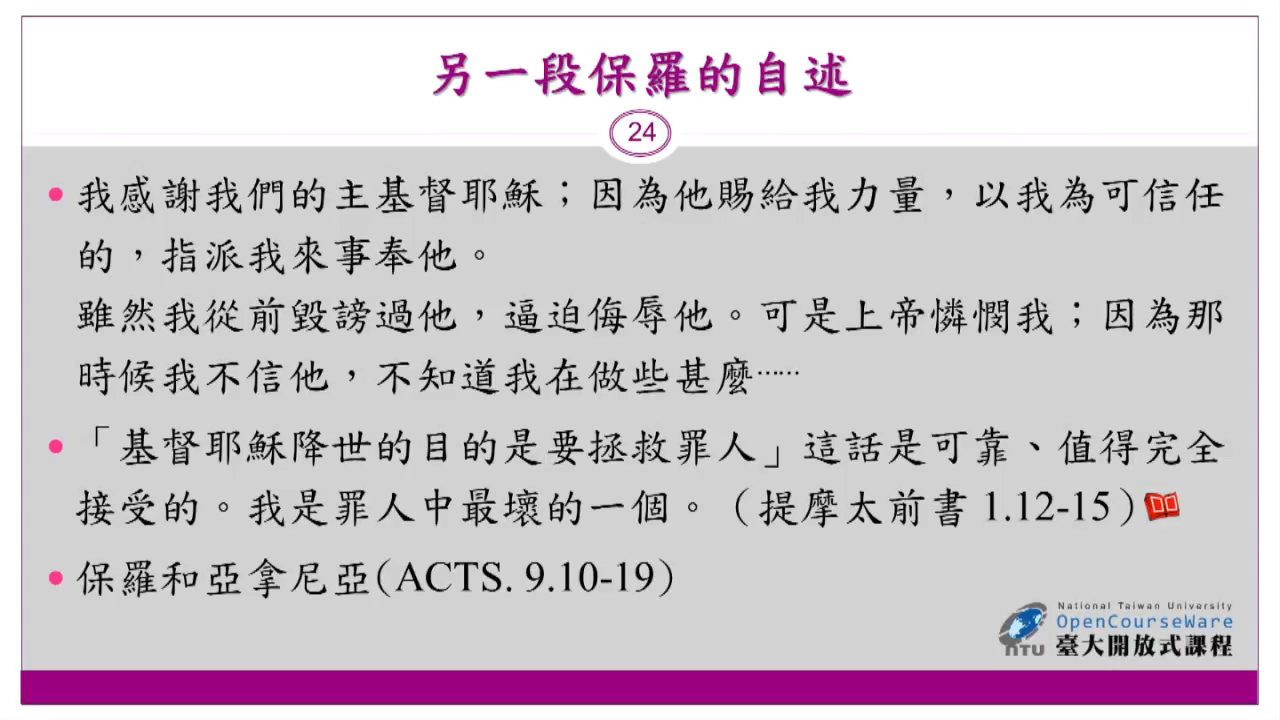 另一段保羅的自述
24
• 我感謝我們的主基督耶穌；因為他賜給我力量，以我為可信任
的，指派我來事奉他。
雖然我從前毀謗過他，逼迫侮辱他。可是上帝憐憫我；因為那
時候我不信他，不知道我在做些甚麼……
• 「基督耶穌降世的目的是要拯救罪人」這話是可靠、值得完全
接受的。我是罪人中最壞的一個。（提摩太前書 1.12-15）
• 保羅和亞拿尼亞(ACTS. 9.10-19)
National Taiwan University
OpenCourseWare
NTU 臺大開放式課程